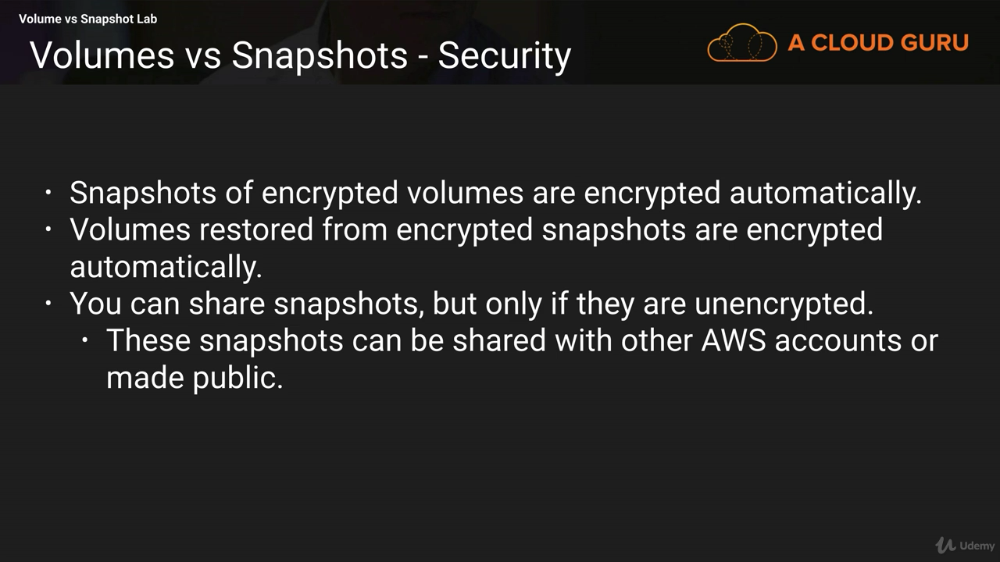 Volume vs Snapshot Lab
Volumes vs Snapshots - Security
A CLOUD GURU
• Snapshots of encrypted volumes are encrypted automatically.
• Volumes restored from encrypted snapshots are encrypted
automatically.
• You can share snapshots, but only if they are unencrypted.
• These snapshots can be shared with other AWS accounts or
made public.
Udemy